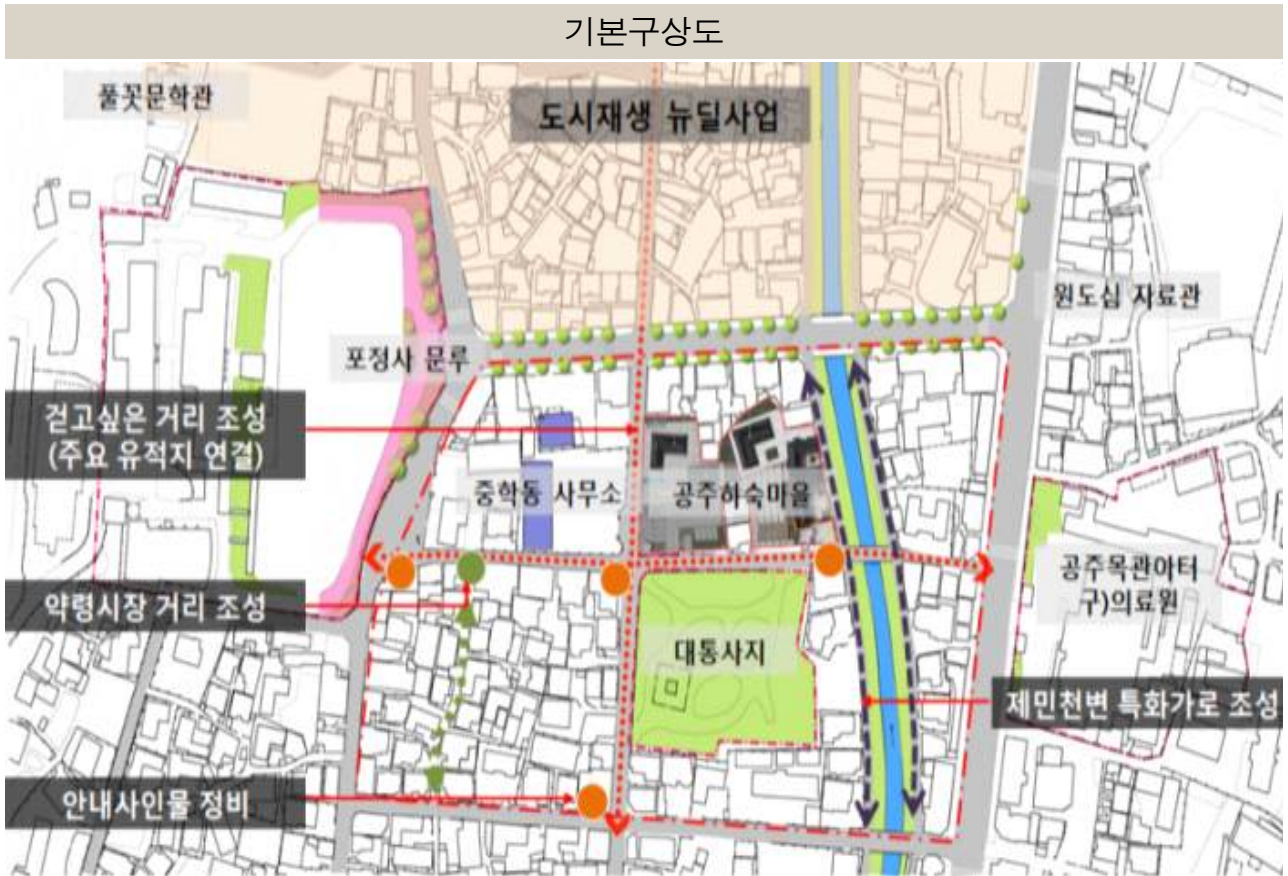 기본구상도
풀꽃문학관
도시재생 뉴딜사업
원도심 자료관
포정사 문루
걷고싶은 거리 조성
(주요 유적지 연결)
중학동 사무소
공주하숙마을
공주목관아터
구)의료원
약령시장 거리 조성
대통사지
제민천변 특화가로 조성
안내사인물 정비